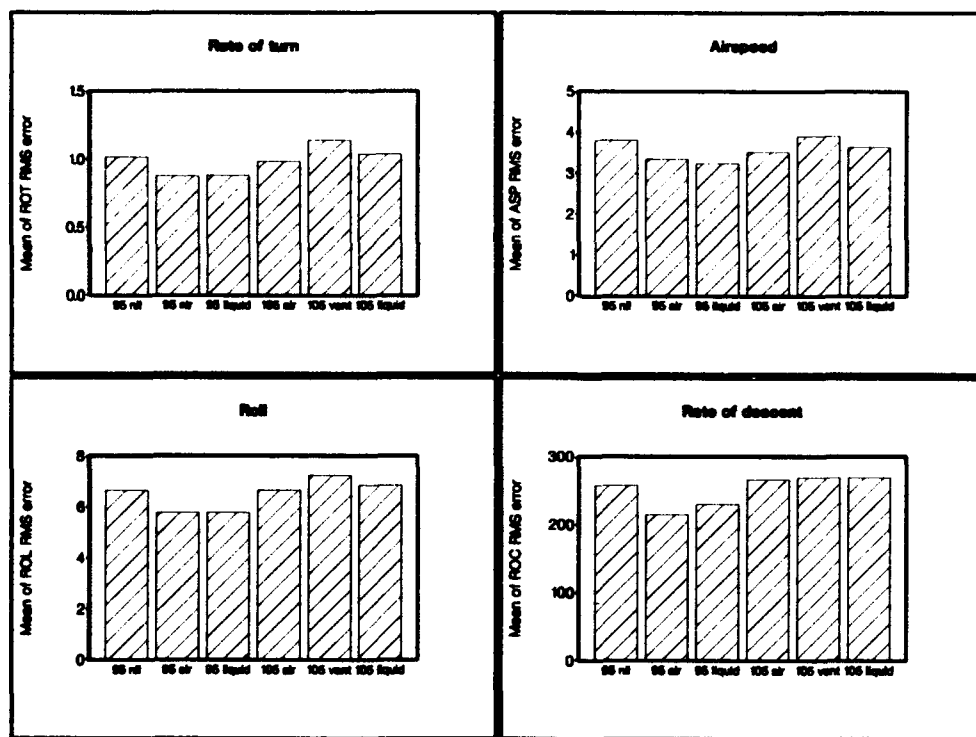 Rate of turn
Mean of ROT RMS error
1.5
1.0
0.5
0.0
95 nil 95 air 95 liquid 105 air 105 vent 105 liquid
Airspeed
Mean of ASP RMS error
5
4
3
2
1
0
95 nil 95 air 95 liquid 105 air 105 vent 105 liquid
Roll
Mean of ROL RMS error
8
6
4
2
0
95 nil 95 air 95 liquid 105 air 105 vent 105 liquid
Rate of descent
Mean of ROC RMS error
300
200
100
0
95 nil 95 air 95 liquid 105 air 105 vent 105 liquid